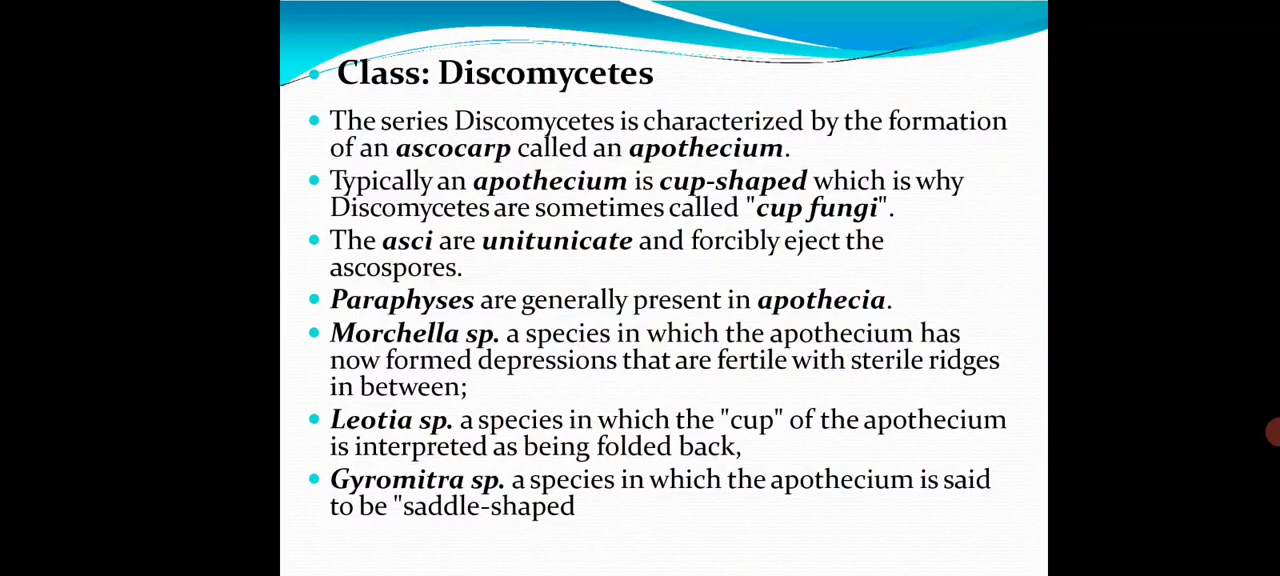 Class: Discomycetes
The series Discomycetes is characterized by the formation
of an ascocarp called an apothecium.
Typically an apothecium is cup-shaped which is why
Discomycetes are sometimes called "cup fungi".
The asci are unitunicate and forcibly eject the
ascospores.
Paraphyses are generally present in apothecia.
Morchella sp. a species in which the apothecium has
now formed depressions that are fertile with sterile ridges
in between;
Leotia sp. a species in which the "cup" of the apothecium
is interpreted as being folded back,
Gyromitra sp. a species in which the apothecium is said
to be "saddle-shaped